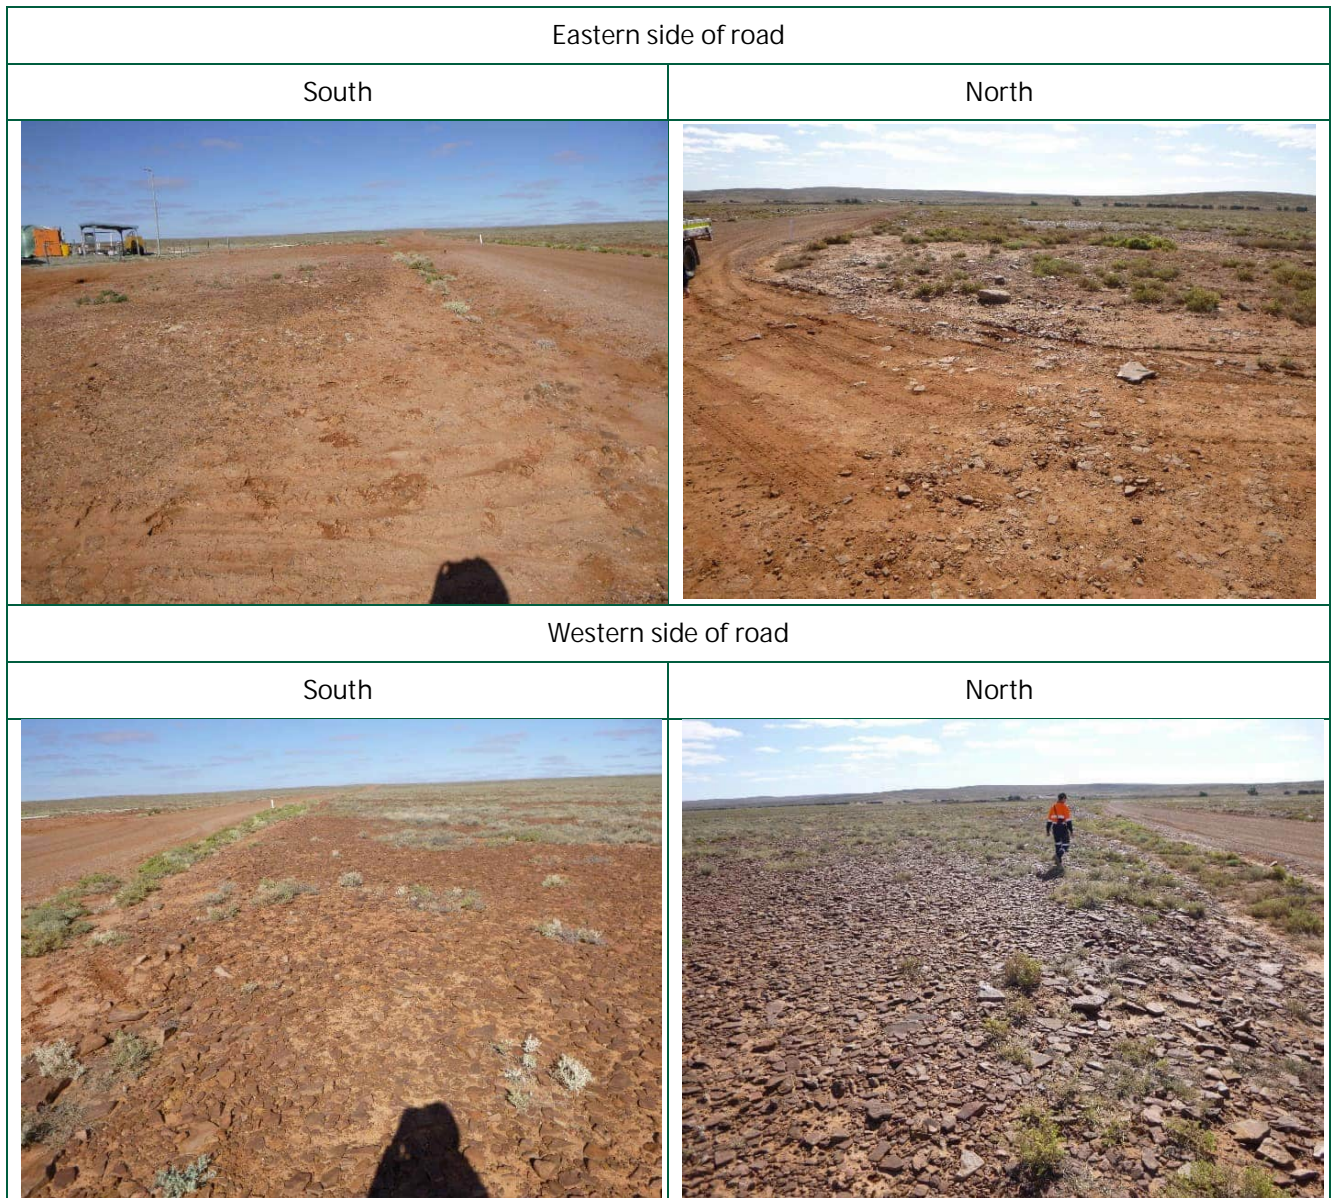 Eastern side of road
South
North
Western side of road
South
North